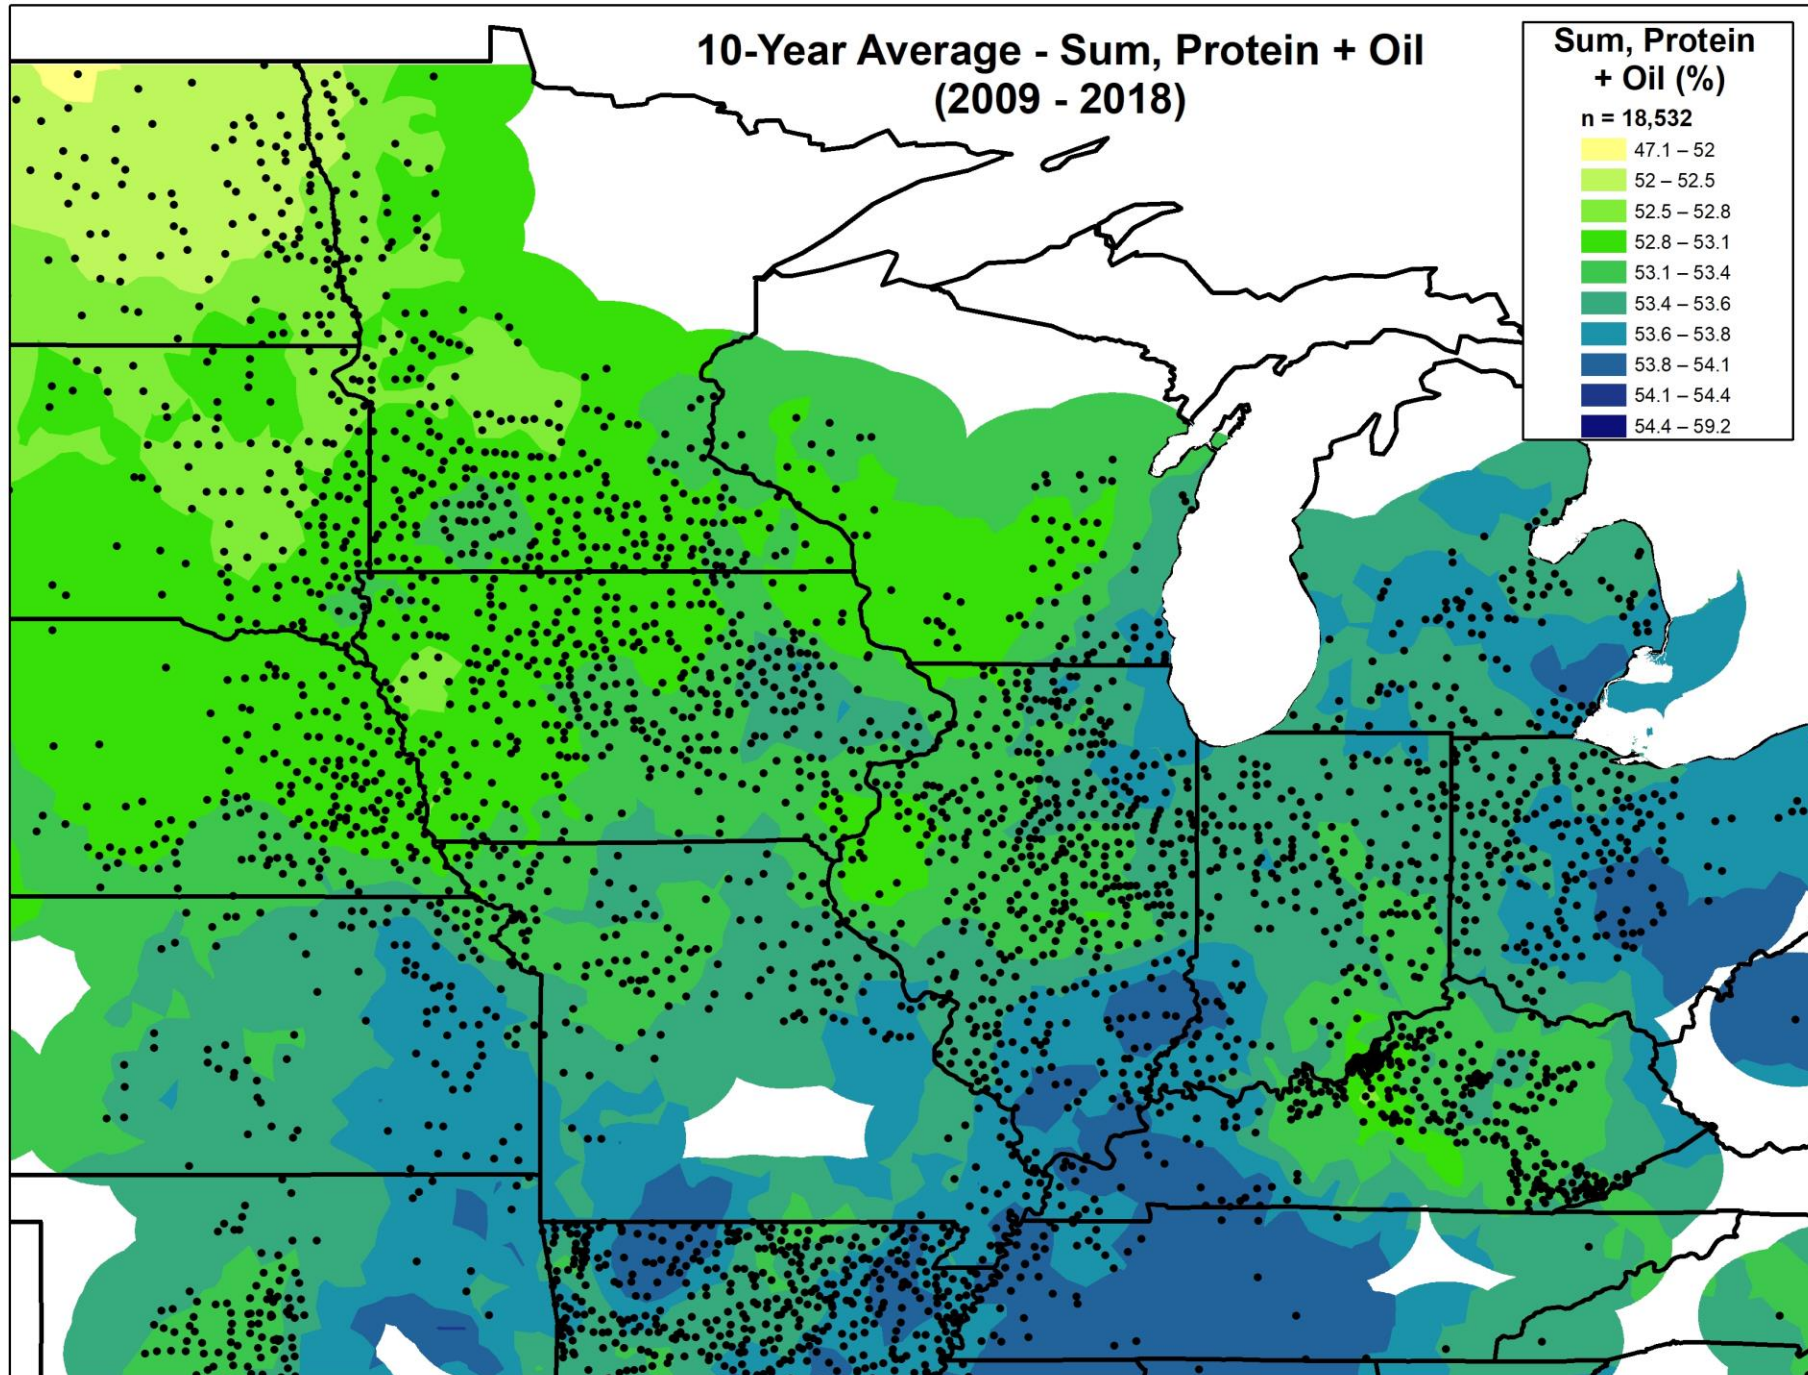 10-Year Average - Sum, Protein + Oil
(2009 - 2018)
Sum, Protein
+ Oil (%)
n = 18,532
47.1 – 52
52 – 52.5
52.5 – 52.8
52.8 – 53.1
53.1 – 53.4
53.4 – 53.6
53.6 – 53.8
53.8 – 54.1
54.1 – 54.4
54.4 – 59.2